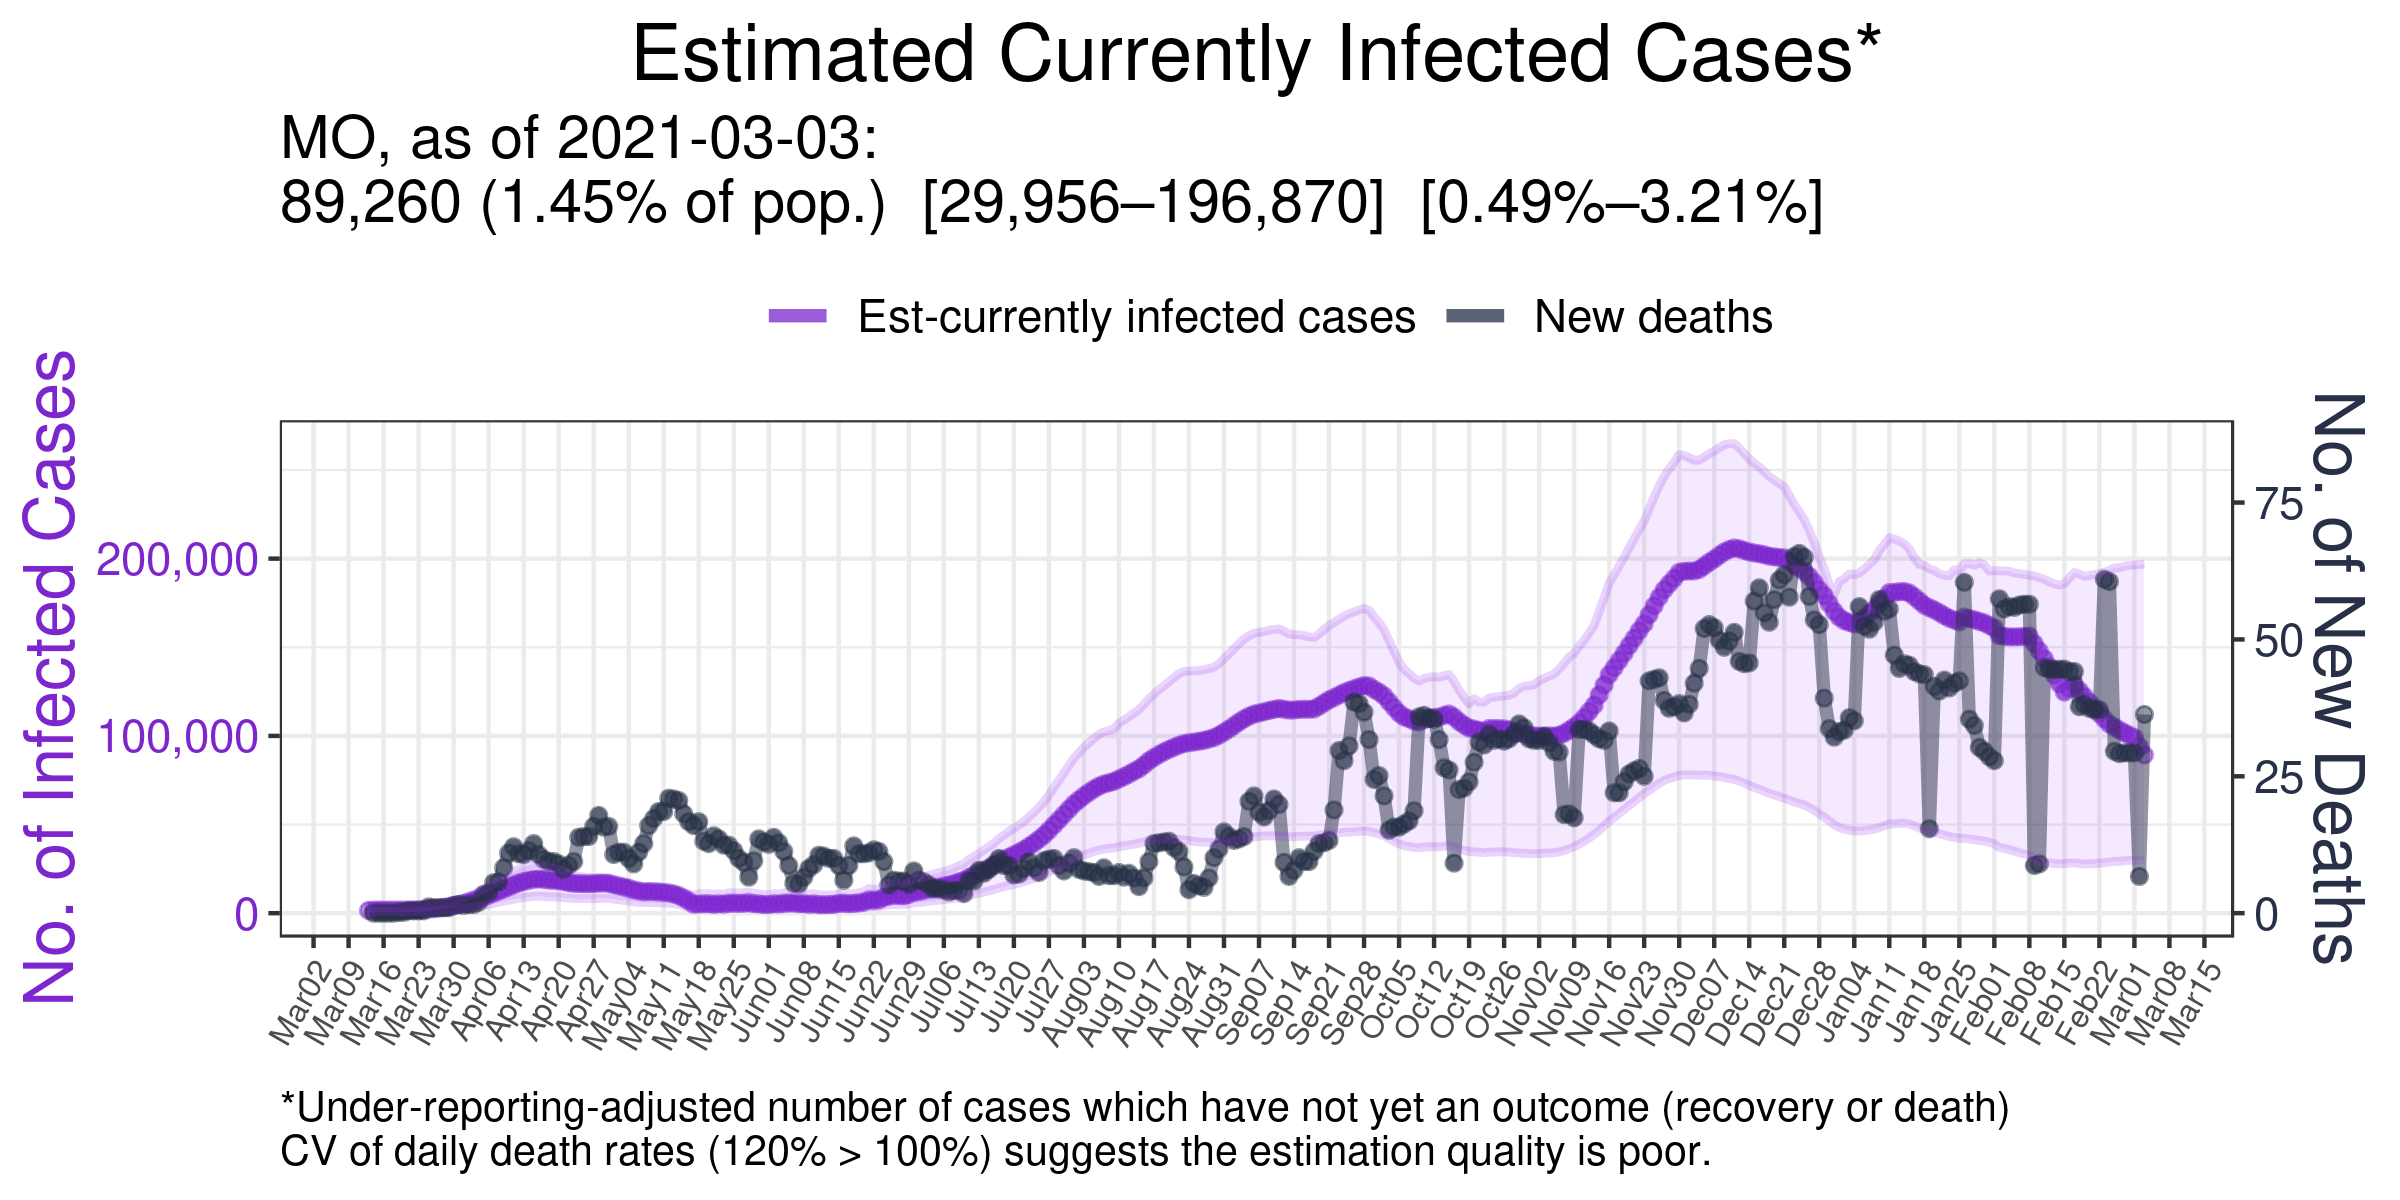 Estimated Currently Infected Cases*
MO, as of 2021-03-03:
89,260 (1.45% of pop.)  [29,956–196,870]  [0.49%–3.21%]
Est-currently infected cases
New deaths
No. of Infected Cases
200,000
100,000
0
75
50
25
0
No. of New Deaths
Mar02
Mar09
Mar16
Mar23
Mar30
Apr06
Apr13
Apr20
Apr27
May04
May11
May18
May25
Jun01
Jun08
Jun15
Jun22
Jun29
Jul06
Jul13
Jul20
Jul27
Aug03
Aug10
Aug17
Aug24
Aug31
Sep07
Sep14
Sep21
Sep28
Oct05
Oct12
Oct19
Oct26
Nov02
Nov09
Nov16
Nov23
Nov30
Dec07
Dec14
Dec21
Dec28
Jan04
Jan11
Jan18
Jan25
Feb01
Feb08
Feb15
Feb22
Mar01
Mar08
Mar15
*Under-reporting-adjusted number of cases which have not yet an outcome (recovery or death)
CV of daily death rates (120% > 100%) suggests the estimation quality is poor.